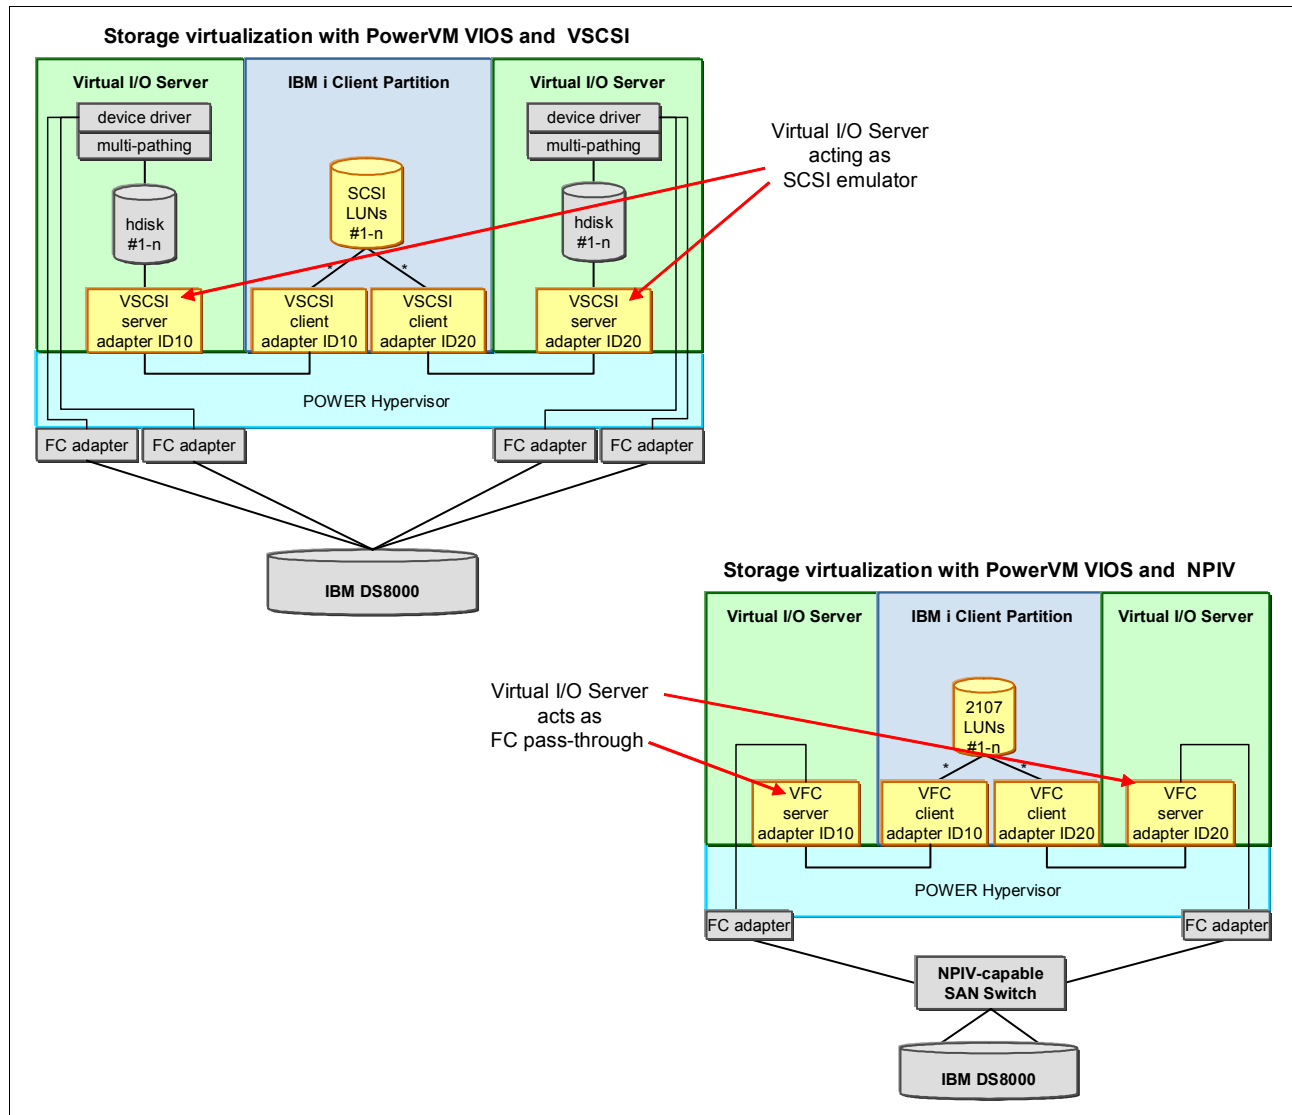 Storage virtualization with PowerVM VIOS and VSCSI
Virtual I/O Server
IBM i Client Partition
Virtual I/O Server
device driver
multi-pathing
hdisk
#1-n
VSCSI
server
adapter ID10
SCSI
LUNs
#1-n
*
*
VSCSI
client
adapter ID10
VSCSI
client
adapter ID20
device driver
multi-pathing
hdisk
#1-n
VSCSI
server
adapter ID20
Virtual I/O Server
acting as
SCSI emulator
POWER Hypervisor
FC adapter
FC adapter
FC adapter
FC adapter
IBM DS8000
Storage virtualization with PowerVM VIOS and NPIV
Virtual I/O Server
IBM i Client Partition
Virtual I/O Server
Virtual I/O Server
acts as
FC pass-through
2107
LUNs
#1-n
*
*
VFC
server
adapter ID10
VFC
client
adapter ID10
VFC
client
adapter ID20
VFC
server
adapter ID20
POWER Hypervisor
FC adapter
FC adapter
NPIV-capable
SAN Switch
IBM DS8000